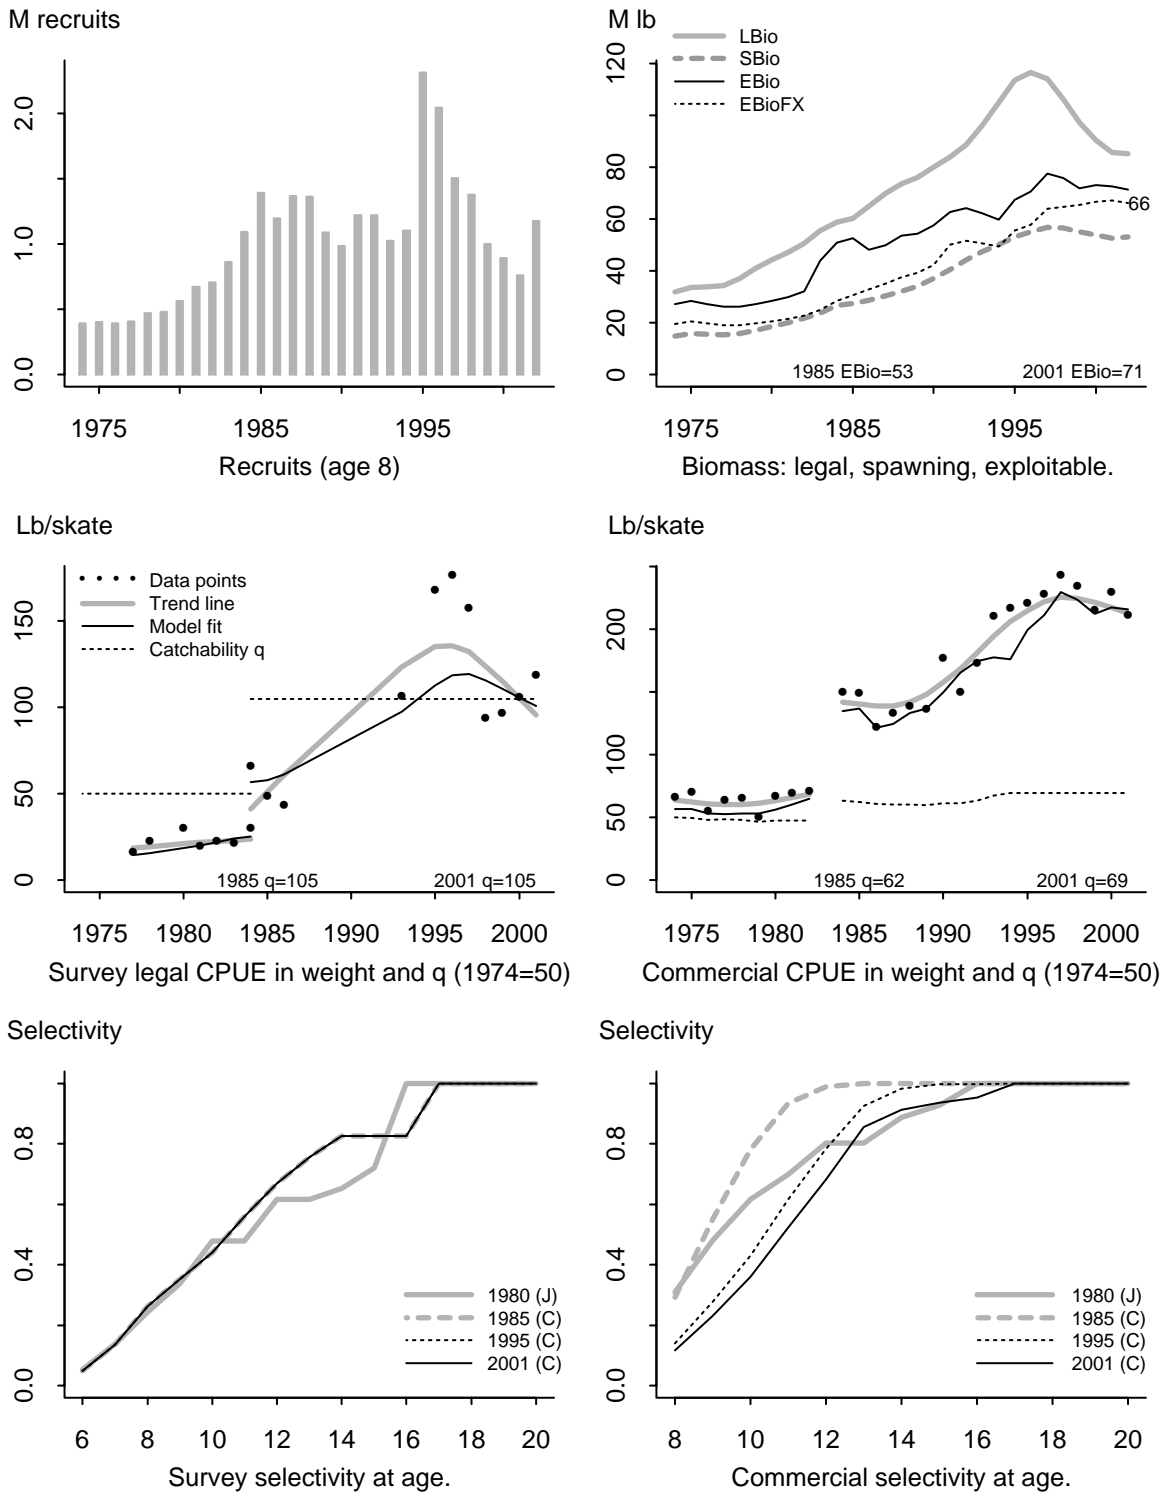 M recruits
0.0 1.0 2.0
1975 1985 1995
Recruits (age 8)
M lb
LBio
SBio
EBio
EBioFX
0 20 40 60 80 120
66
1985 EBio=53 2001 EBio=71
1975 1985 1995
Biomass: legal, spawning, exploitable.
Lb/skate
Data points
Trend line
Model fit
Catchability q
0 50 100 150
1985 q=105 2001 q=105
1975 1980 1985 1990 1995 2000
Survey legal CPUE in weight and q (1974=50)
Lb/skate
0 50 100 200
1985 q=62 2001 q=69
1975 1980 1985 1990 1995 2000
Commercial CPUE in weight and q (1974=50)
Selectivity
0.0 0.4 0.8
1980 (J)
1985 (C)
1995 (C)
2001 (C)
6 8 10 12 14 16 18 20
Survey selectivity at age.
Selectivity
0.0 0.4 0.8
1980 (J)
1985 (C)
1995 (C)
2001 (C)
8 10 12 14 16 18 20
Commercial selectivity at age.